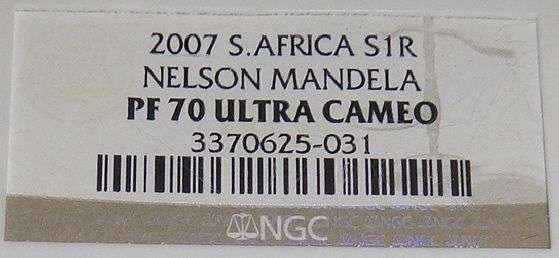 2007 S.AFRICA S1R
NELSON MANDELA
PF 70 ULTRA CAMEO
3370625-031
NGC